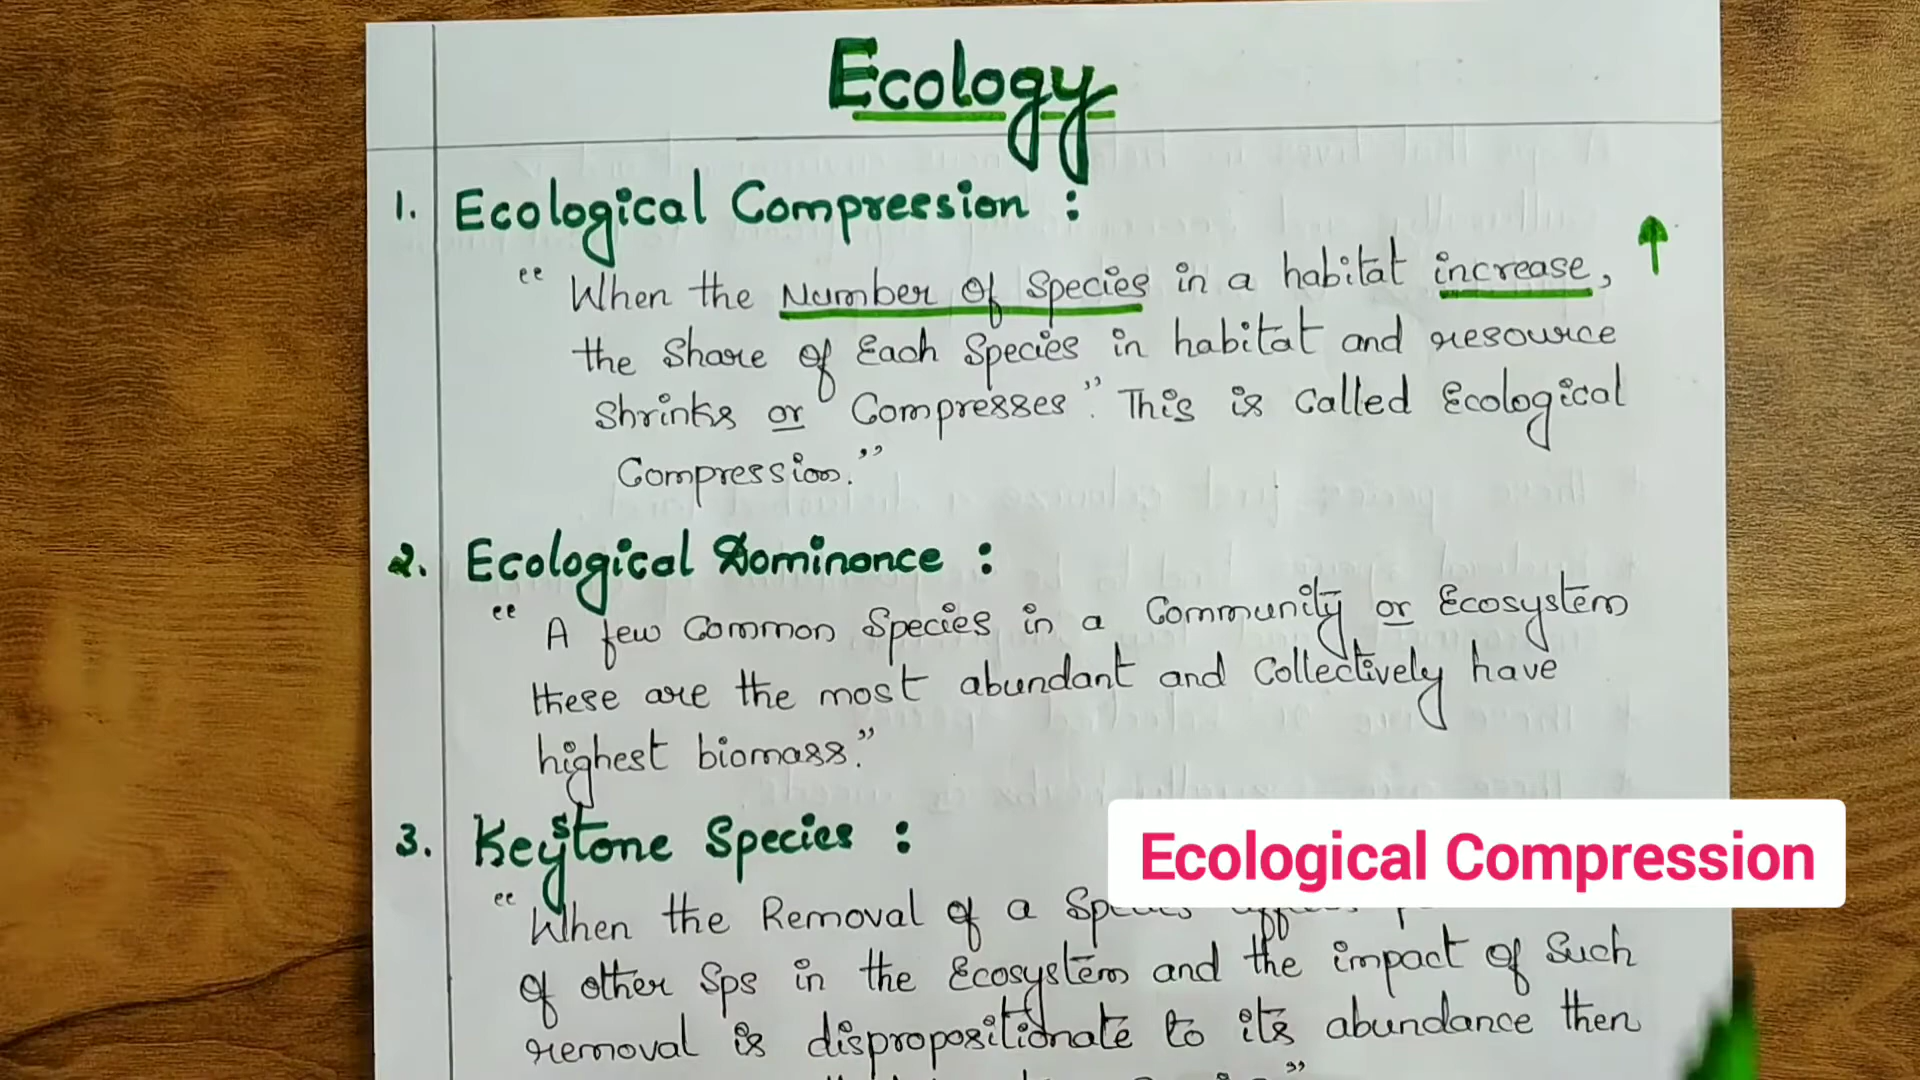 Ecology
1. Ecological Compression :
“ When the Number of Species in a habitat increase, ↑
the Share of Each Species in habitat and resource
Shrinks or Compresses”. This is Called Ecological
Compression.”
2. Ecological Dominance :
“ A few Common Species in a Community or Ecosystem
these are the most abundant and Collectively have
highest biomass.”
3. Keystone Species :
Ecological Compression
“ When the Removal of a
of other Sps in the Ecosystem and the impact of Such
removal is dispropositionate to its abundance then